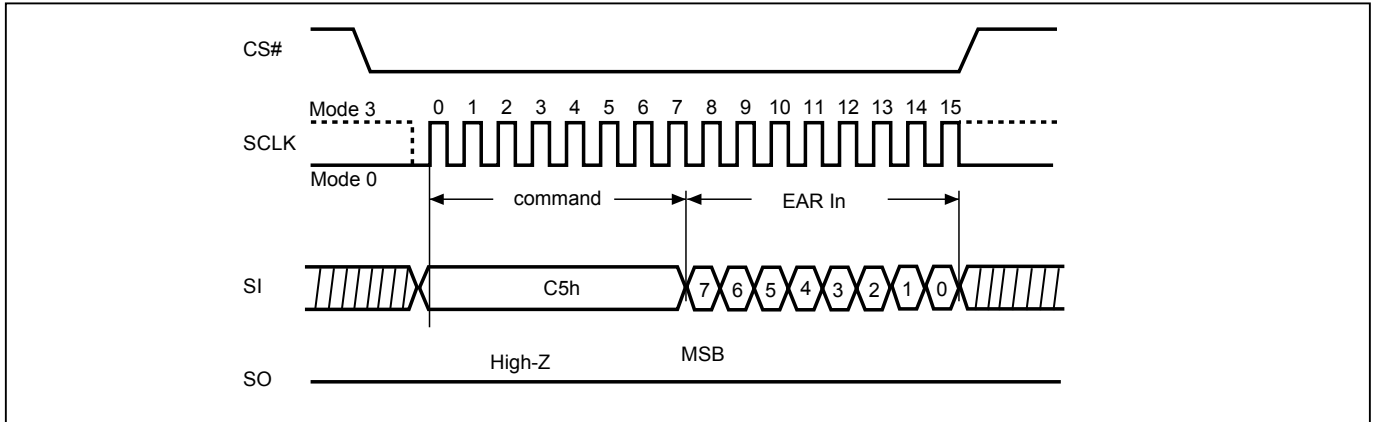 CS#
Mode 3
0 1 2 3 4 5 6 7 8 9 10 11 12 13 14 15
SCLK
Mode 0
command
EAR In
SI
C5h
7 6 5 4 3 2 1 0
High-Z
MSB
SO